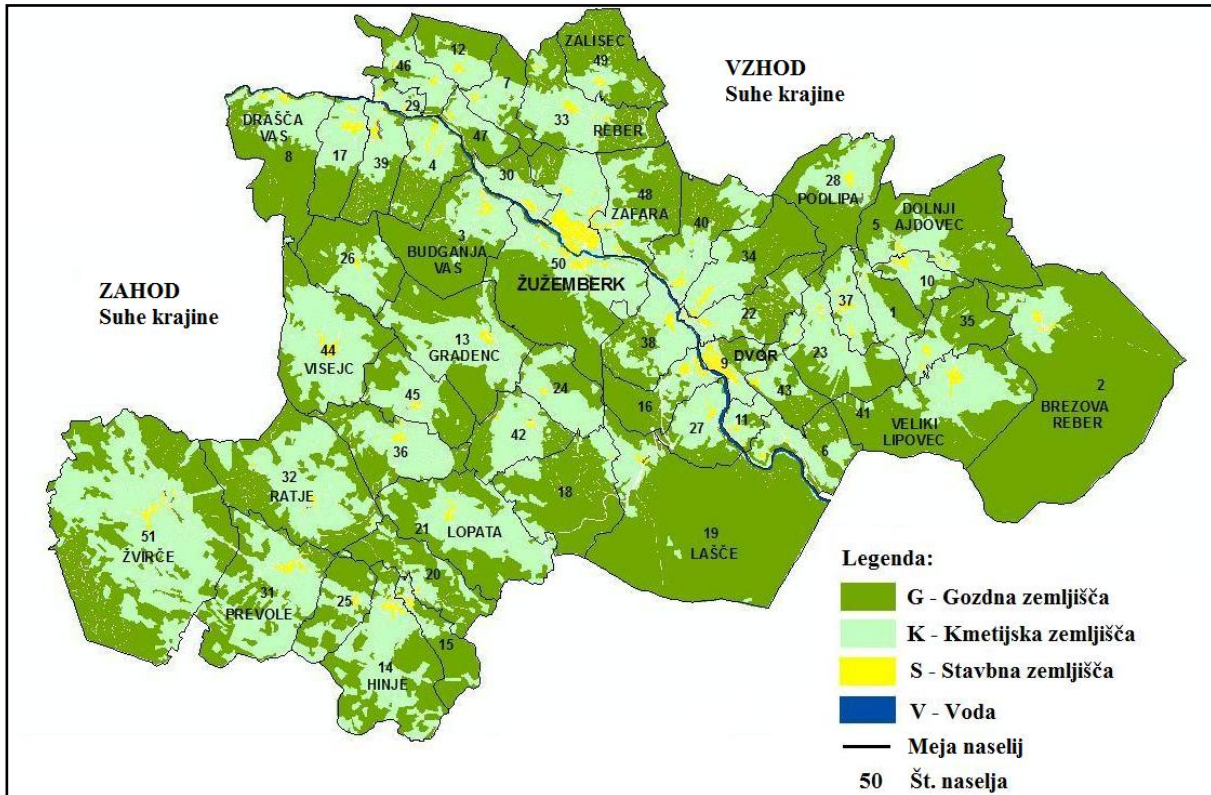 ZALISEC
49
12
46
7
VZHOD
Suhe krajine
29
33
REBER
DRAŠČA
VAS
8
17
39
4
47
30
48
ZAFARA
28
PODLIPA
DOLNJI
AJDOVEC
5
40
34
10
3
BUDGANJA
VAS
26
50
ŽUŽEMBERK
ZAHOD
Suhe krajine
37
1
35
22
13
GRADENC
38
DVOR
9
23
44
VISEJC
2
BREZOVA
REBER
24
45
16
43
41
VELIKI
LIPOVEC
27
11
42
36
6
32
RATJE
18
21
LOPATA
19
LAŠČE
51
ŽVIRČE
20
31
PREVOLE
25
15
14
HINJE
Legenda:
G - Gozdna zemljišča
K - Kmetijska zemljišča
S - Stavbna zemljišča
V - Voda
Meja naselij
50 Št. naselja